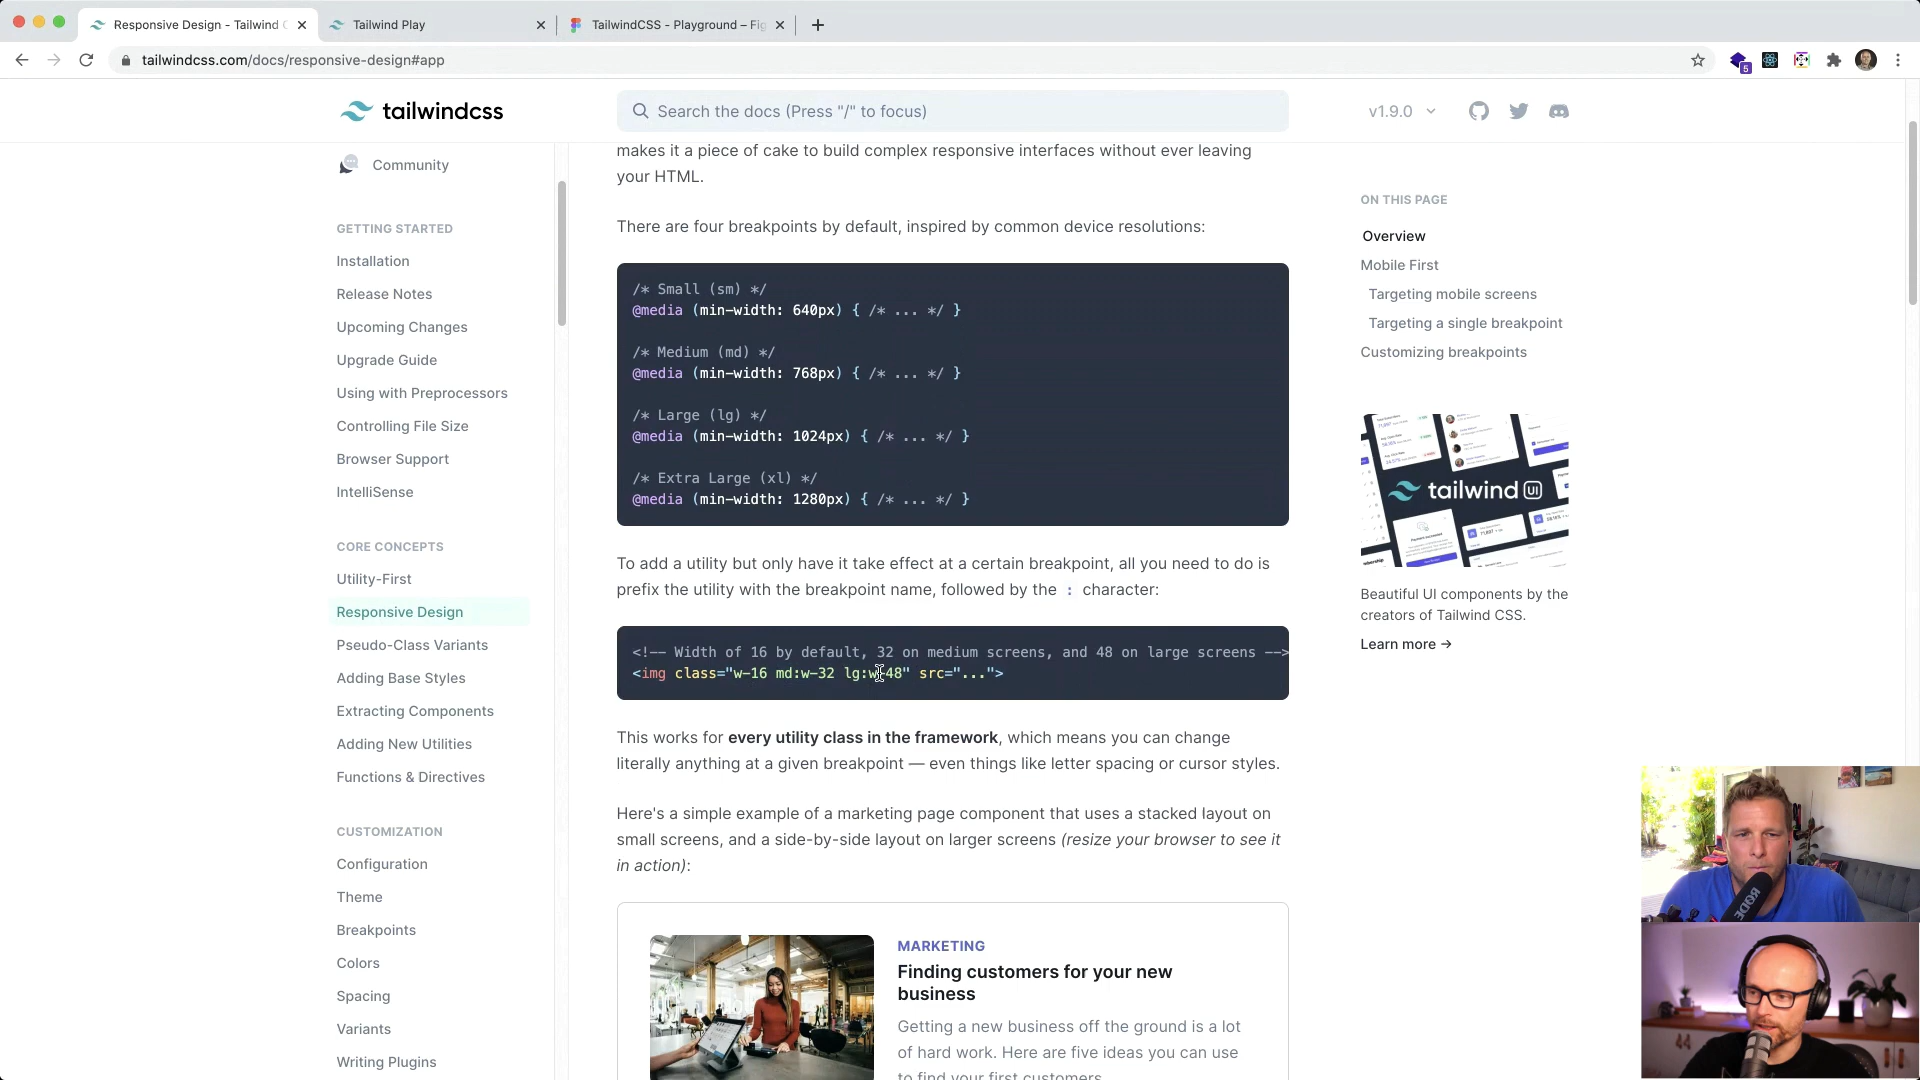 Responsive Design - Tailwind C
Tailwind Play
TailwindCSS - Playground – Fig
tailwindcss.com/docs/responsive-design#app
5
tailwindcss
Search the docs (Press "/" to focus)
v1.9.0
Community
GETTING STARTED
Installation
Release Notes
Upcoming Changes
Upgrade Guide
Using with Preprocessors
Controlling File Size
Browser Support
IntelliSense
CORE CONCEPTS
Utility-First
Responsive Design
Pseudo-Class Variants
Adding Base Styles
Extracting Components
Adding New Utilities
Functions & Directives
CUSTOMIZATION
Configuration
Theme
Breakpoints
Colors
Spacing
Variants
Writing Plugins
makes it a piece of cake to build complex responsive interfaces without ever leaving
your HTML.
There are four breakpoints by default, inspired by common device resolutions:
/* Small (sm) */
@media (min-width: 640px) { /* ... */ }
/* Medium (md) */
@media (min-width: 768px) { /* ... */ }
/* Large (lg) */
@media (min-width: 1024px) { /* ... */ }
/* Extra Large (xl) */
@media (min-width: 1280px) { /* ... */ }
To add a utility but only have it take effect at a certain breakpoint, all you need to do is
prefix the utility with the breakpoint name, followed by the : character:
<!-- Width of 16 by default, 32 on medium screens, and 48 on large screens -->
<img class="w-16 md:w-32 lg:w-48" src="...">
This works for every utility class in the framework, which means you can change
literally anything at a given breakpoint — even things like letter spacing or cursor styles.
Here's a simple example of a marketing page component that uses a stacked layout on
small screens, and a side-by-side layout on larger screens (resize your browser to see it
in action):
MARKETING
Finding customers for your new
business
Getting a new business off the ground is a lot
of hard work. Here are five ideas you can use
to find your first customers.
ON THIS PAGE
Overview
Mobile First
Targeting mobile screens
Targeting a single breakpoint
Customizing breakpoints
tailwind UI
Beautiful UI components by the
creators of Tailwind CSS.
Learn more →
RØDE